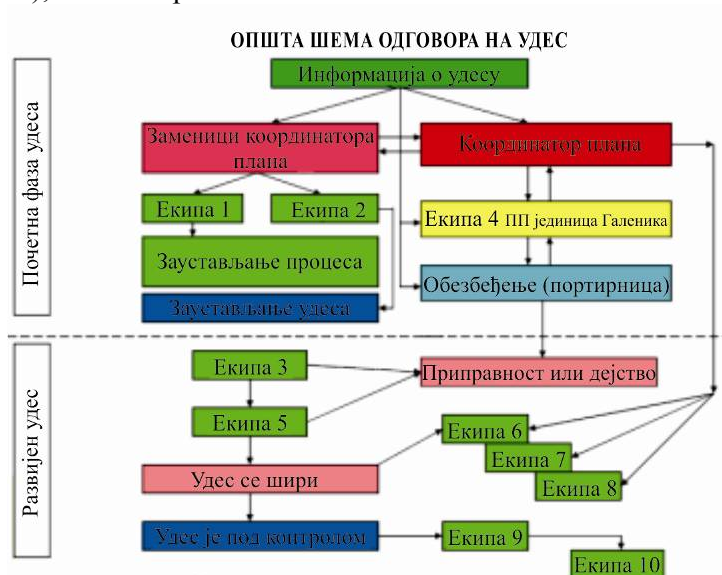 ОПШТА ШЕМА ОДГОВОРА НА УДЕС
Почетна фаза удеса
Информација о удесу
Заменици координатора
плана
Координатор плана
Екипа 1
Екипа 2
Екипа 4 ПП јединица Галеника
Заустављање процеса
Обезбеђење (портирница)
Заустављање удеса
Развијен удес
Екипа 3
Приправност или дејство
Екипа 5
Екипа 6
Екипа 7
Удес се шири
Екипа 8
Удес је под контролом
Екипа 9
Екипа 10